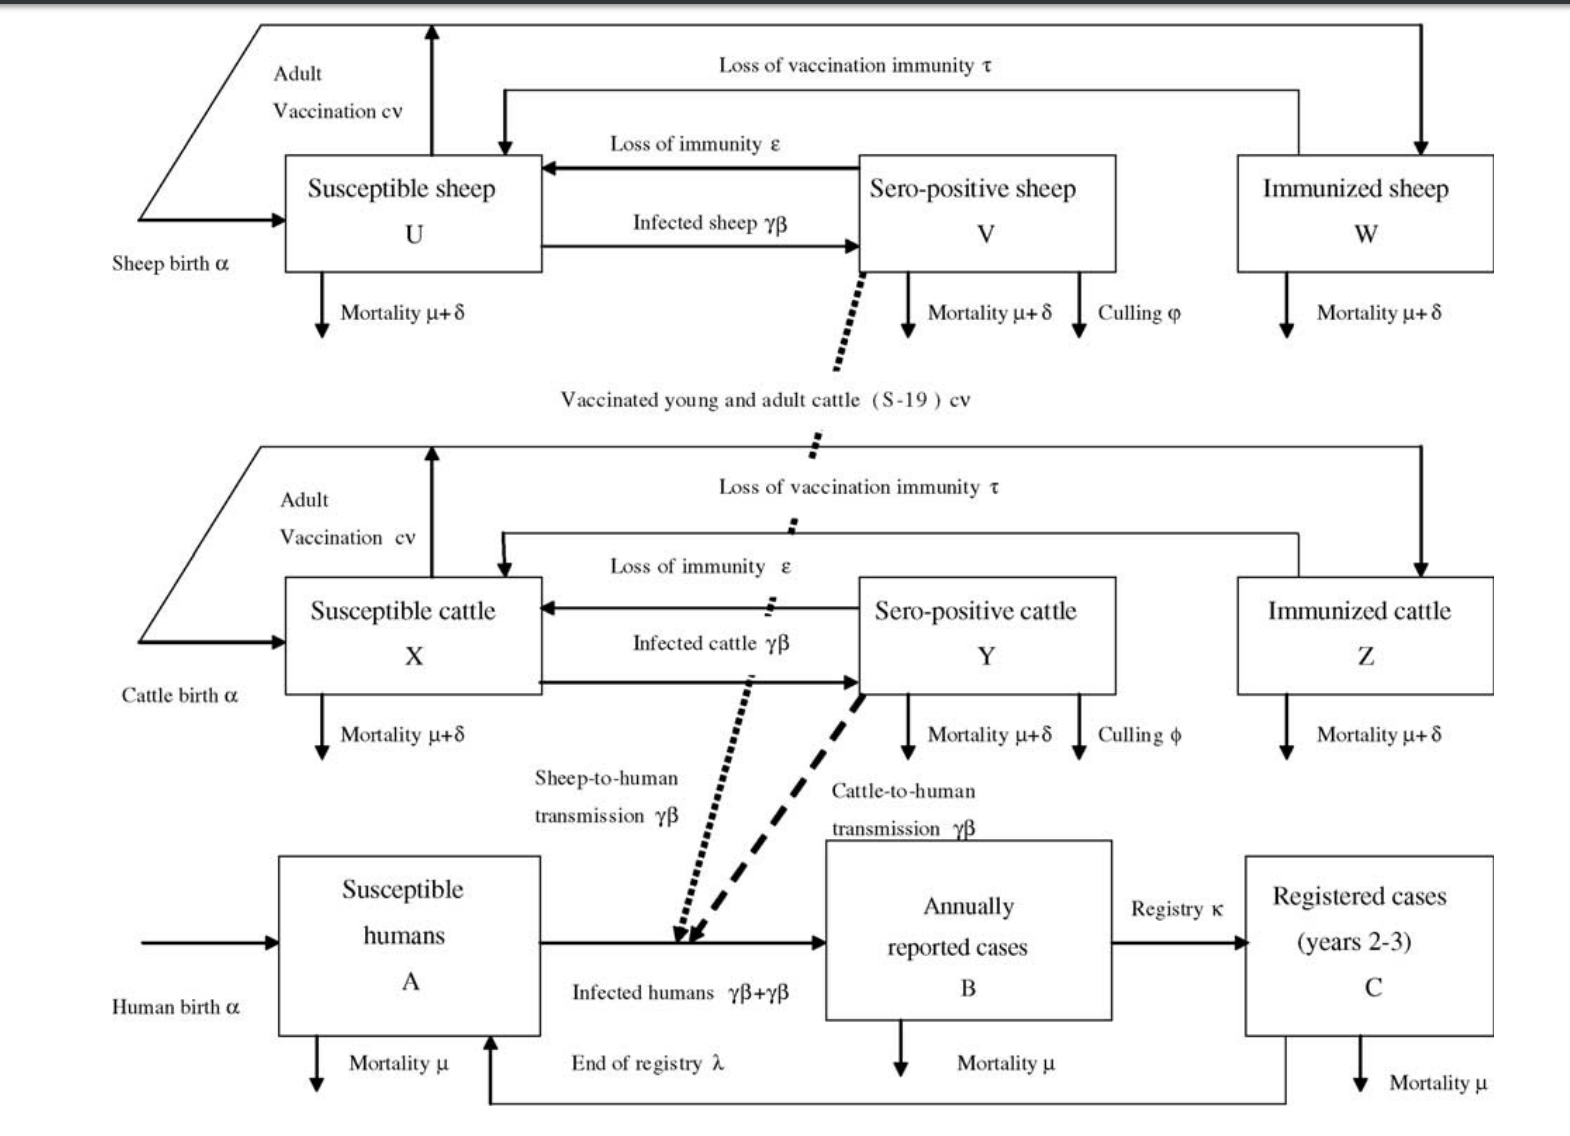 Adult
Vaccination cv
Loss of vaccination immunity τ
Loss of immunity ε
Susceptible sheep
U
Sero-positive sheep
V
Immunized sheep
W
Infected sheep γβ
Sheep birth α
Mortality μ+δ
Mortality μ+δ
Culling φ
Mortality μ+δ
Vaccinated young and adult cattle (S-19) cv
Loss of vaccination immunity τ
Adult
Vaccination cv
Loss of immunity ε
Susceptible cattle
X
Sero-positive cattle
Y
Immunized cattle
Z
Infected cattle γβ
Cattle birth α
Mortality μ+δ
Mortality μ+δ
Culling ϕ
Mortality μ+δ
Sheep-to-human
transmission γβ
Cattle-to-human
transmission γβ
Susceptible
humans
A
Annually
reported cases
B
Registry κ
Registered cases
(years 2-3)
C
Infected humans γβ+γβ
Human birth α
Mortality μ
End of registry λ
Mortality μ
Mortality μ